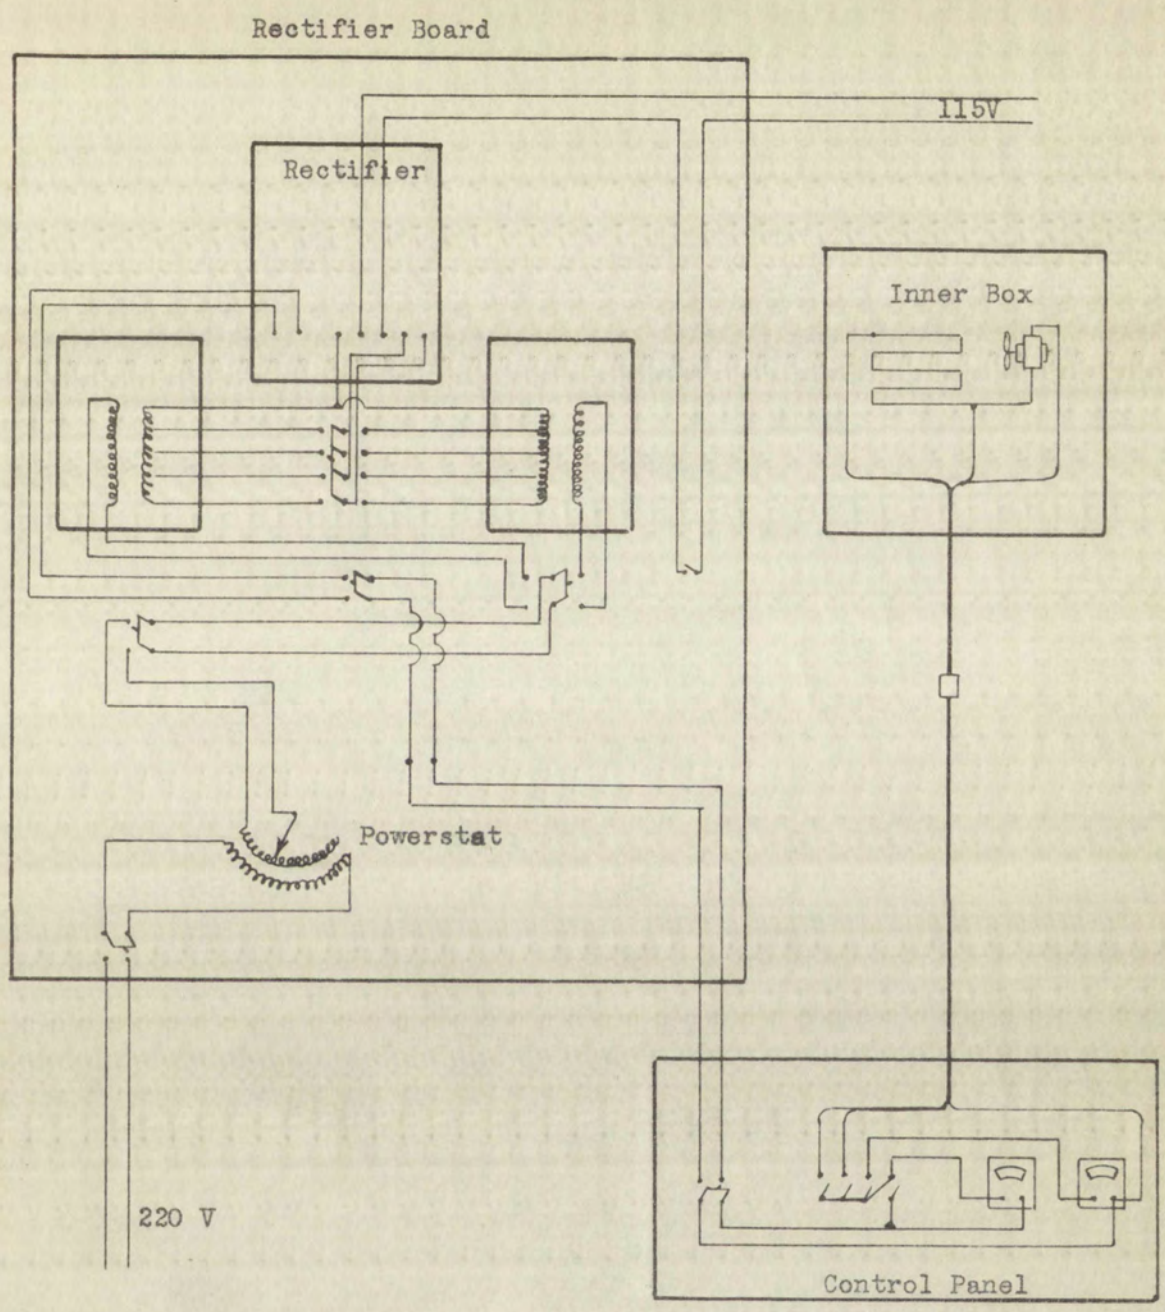 Rectifier Board
115V
Rectifier
Inner Box
Powerstat
220 V
Control Panel